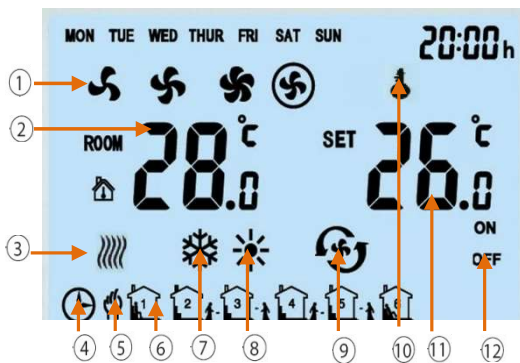 MON TUE WED THUR FRI SAT SUN
20:00h
①
② ROOM 28.0°C SET 26.0°C
ON
③ OFF
1 2 3 4 5 6
④ ⑤ ⑥ ⑦ ⑧ ⑨ ⑩ ⑪ ⑫